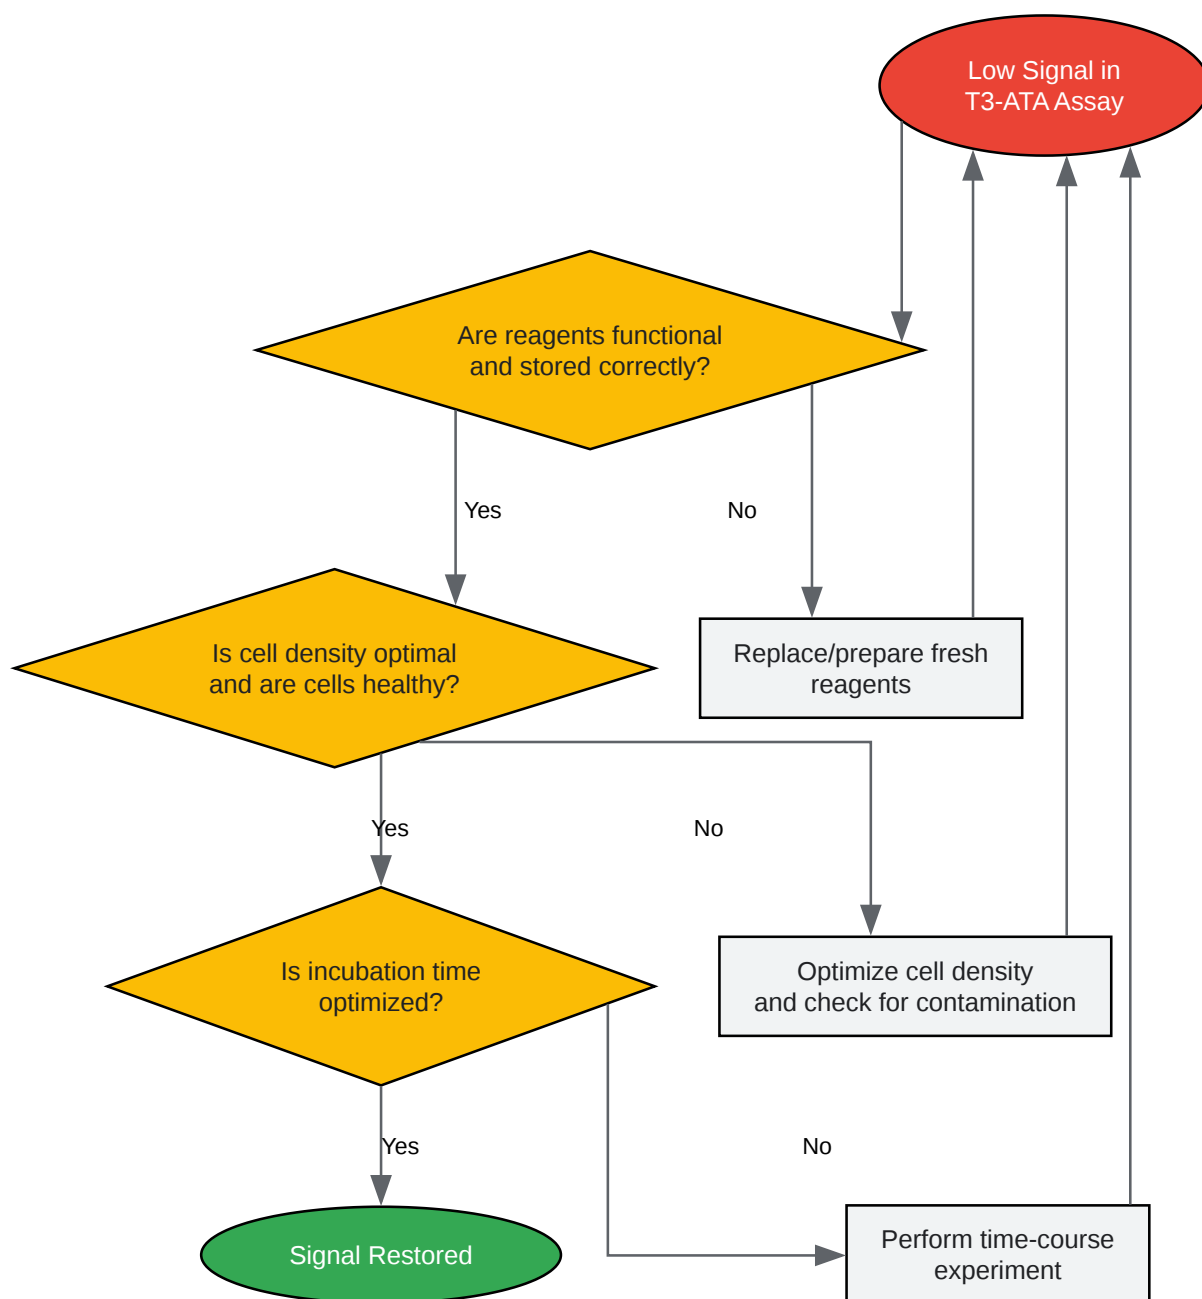 Low Signal in
T3-ATA Assay
Are reagents functional
and stored correctly?
Yes
No
Is cell density optimal
and are cells healthy?
Replace/prepare fresh
reagents
Yes
No
Is incubation time
optimized?
Optimize cell density
and check for contamination
Yes
No
Signal Restored
Perform time-course
experiment